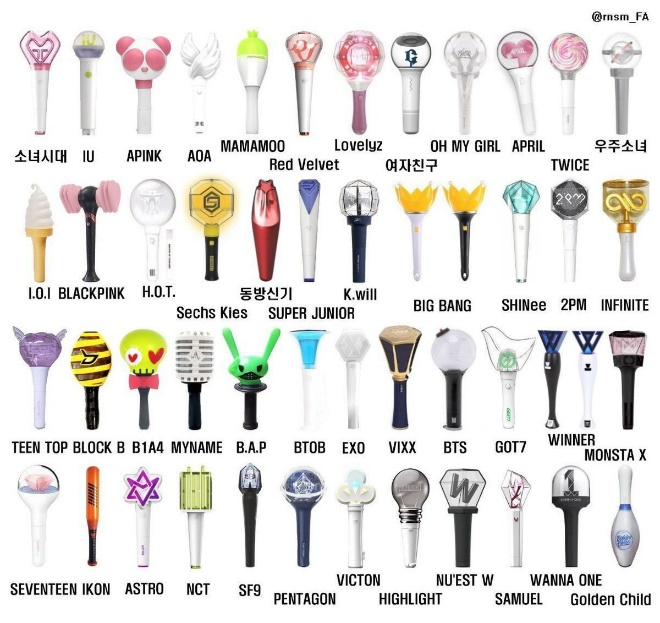 @rnsm_FA
소녀시대 IU APINK AOA MAMAMOO Red Velvet Lovelyz 여자친구 OH MY GIRL APRIL TWICE 우주소녀
I.O.I BLACKPINK H.O.T. Sechs Kies 동방신기 SUPER JUNIOR K.will BIG BANG SHINee 2PM INFINITE
TEEN TOP BLOCK B B1A4 MYNAME B.A.P BTOB EXO VIXX BTS GOT7 WINNER MONSTA X
SEVENTEEN IKON ASTRO NCT SF9 PENTAGON VICTON HIGHLIGHT NU'EST W SAMUEL WANNA ONE Golden Child